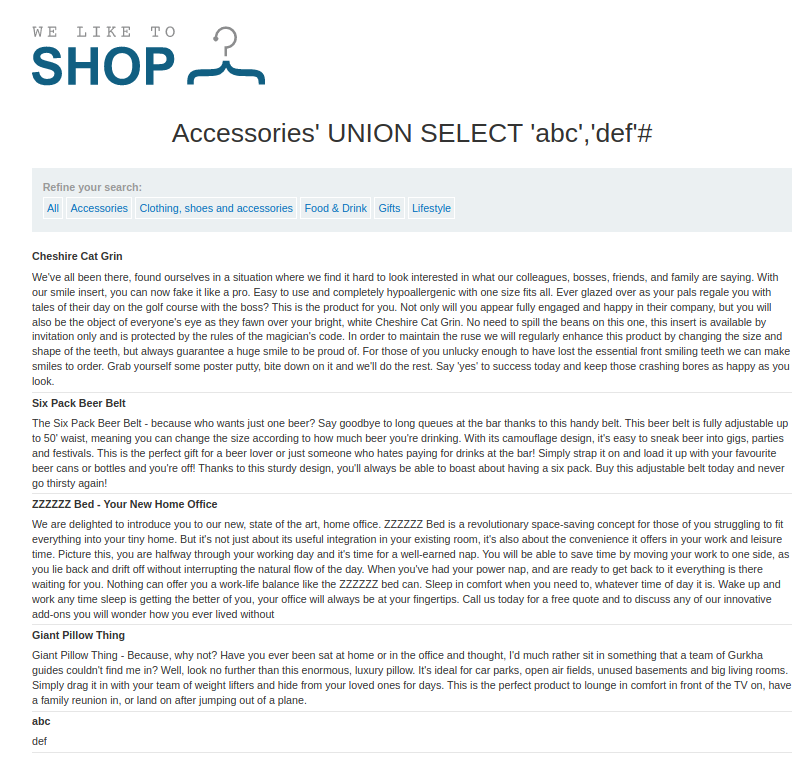 WE LIKE TO
SHOP
Accessories' UNION SELECT 'abc','def'#
Refine your search:
All Accessories Clothing, shoes and accessories Food & Drink Gifts Lifestyle
Cheshire Cat Grin
We've all been there, found ourselves in a situation where we find it hard to look interested in what our colleagues, bosses, friends, and family are saying. With
our smile insert, you can now fake it like a pro. Easy to use and completely hypoallergenic with one size fits all. Ever glazed over as your pals regale you with
tales of their day on the golf course with the boss? This is the product for you. Not only will you appear fully engaged and happy in their company, but you will
also be the object of everyone's eye as they fawn over your bright, white Cheshire Cat Grin. No need to spill the beans on this one, this insert is available by
invitation only and is protected by the rules of the magician's code. In order to maintain the ruse we will regularly enhance this product by changing the size and
shape of the teeth, but always guarantee a huge smile to be proud of. For those of you unlucky enough to have lost the essential front smiling teeth we can make
smiles to order. Grab yourself some poster putty, bite down on it and we'll do the rest. Say 'yes' to success today and keep those crashing bores as happy as you
look.
Six Pack Beer Belt
The Six Pack Beer Belt - because who wants just one beer? Say goodbye to long queues at the bar thanks to this handy belt. This beer belt is fully adjustable up
to 50' waist, meaning you can change the size according to how much beer you're drinking. With its camouflage design, it's easy to sneak beer into gigs, parties
and festivals. This is the perfect gift for a beer lover or just someone who hates paying for drinks at the bar! Simply strap it on and load it up with your favourite
beer cans or bottles and you're off! Thanks to this sturdy design, you'll always be able to boast about having a six pack. Buy this adjustable belt today and never
go thirsty again!
ZZZZZZ Bed - Your New Home Office
We are delighted to introduce you to our new, state of the art, home office. ZZZZZZ Bed is a revolutionary space-saving concept for those of you struggling to fit
everything into your tiny home. But it's not just about its useful integration in your existing room, it's also about the convenience it offers in your work and leisure
time. Picture this, you are halfway through your working day and it's time for a well-earned nap. You will be able to save time by moving your work to one side, as
you lie back and drift off without interrupting the natural flow of the day. When you've had your power nap, and are ready to get back to it everything is there
waiting for you. Nothing can offer you a work-life balance like the ZZZZZZ bed can. Sleep in comfort when you need to, whatever time of day it is. Wake up and
work any time sleep is getting the better of you, your office will always be at your fingertips. Call us today for a free quote and to discuss any of our innovative
add-ons you will wonder how you ever lived without
Giant Pillow Thing
Giant Pillow Thing - Because, why not? Have you ever been sat at home or in the office and thought, I'd much rather sit in something that a team of Gurkha
guides couldn't find me in? Well, look no further than this enormous, luxury pillow. It's ideal for car parks, open air fields, unused basements and big living rooms.
Simply drag it in with your team of weight lifters and hide from your loved ones for days. This is the perfect product to lounge in comfort in front of the TV on, have
a family reunion in, or land on after jumping out of a plane.
abc
def